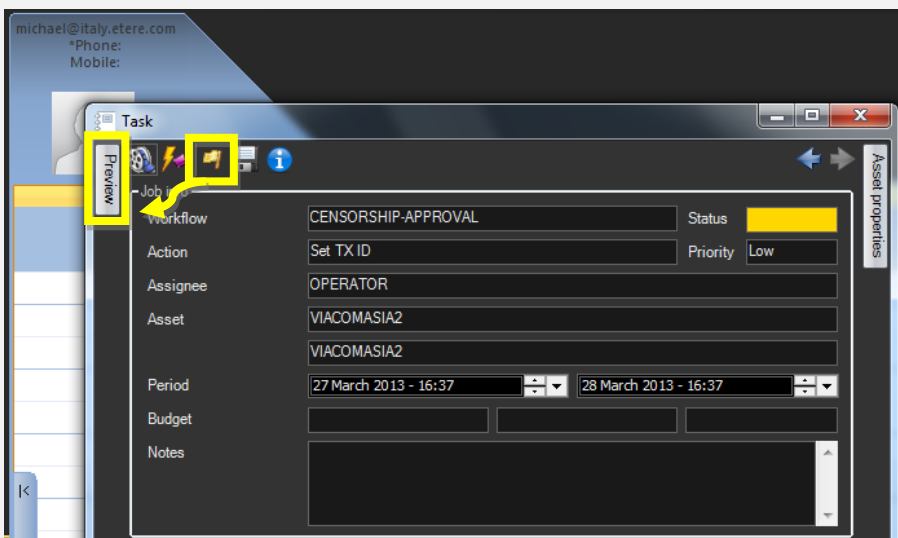 michael@italy.etere.com
*Phone:
Mobile:
Task
Preview
Asset properties
Workflow CENSORSHIP-APPROVAL Status
Action Set TX ID Priority Low
Assignee OPERATOR
Asset VIACOMASIA2
VIACOMASIA2
Period 27 March 2013 - 16:37 28 March 2013 - 16:37
Budget
Notes